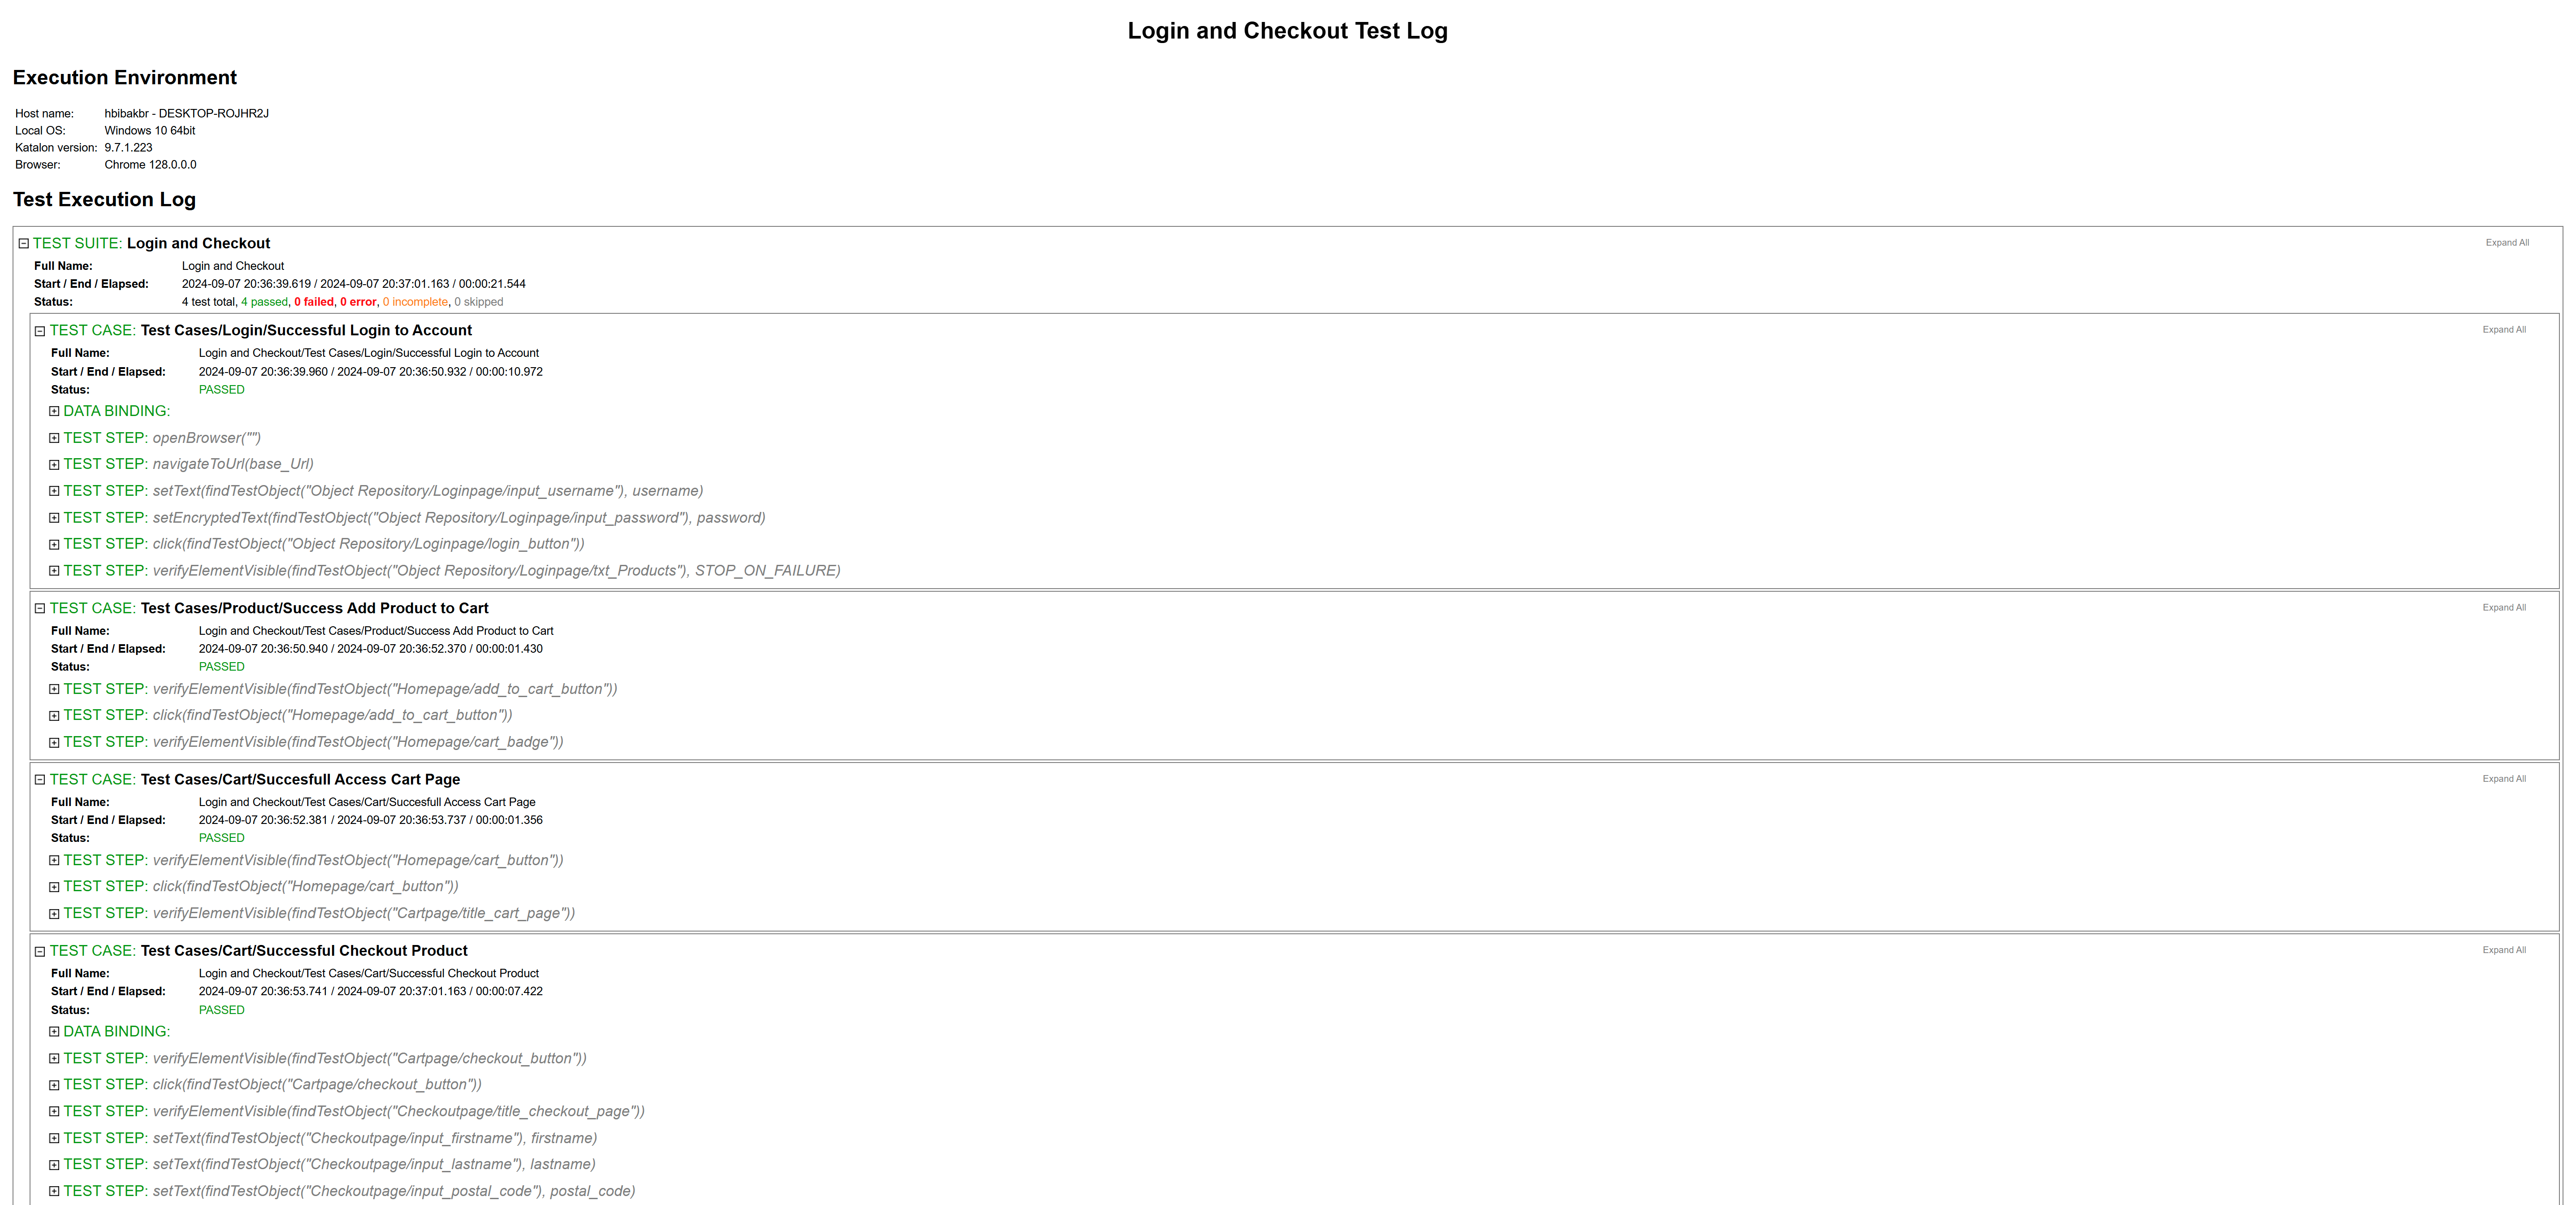 Login and Checkout Test Log
Execution Environment
Host name: hbibakbr - DESKTOP-ROJHR2J
Local OS: Windows 10 64bit
Katalon version: 9.7.1.223
Browser: Chrome 128.0.0.0
Test Execution Log
TEST SUITE: Login and Checkout Expand All
Full Name: Login and Checkout
Start / End / Elapsed: 2024-09-07 20:36:39.619 / 2024-09-07 20:37:01.163 / 00:00:21.544
Status: 4 test total, 4 passed, 0 failed, 0 error, 0 incomplete, 0 skipped
TEST CASE: Test Cases/Login/Successful Login to Account Expand All
Full Name: Login and Checkout/Test Cases/Login/Successful Login to Account
Start / End / Elapsed: 2024-09-07 20:36:39.960 / 2024-09-07 20:36:50.932 / 00:00:10.972
Status: PASSED
DATA BINDING:
TEST STEP: openBrowser("")
TEST STEP: navigateToUrl(base_Url)
TEST STEP: setText(findTestObject("Object Repository/Loginpage/input_username"), username)
TEST STEP: setEncryptedText(findTestObject("Object Repository/Loginpage/input_password"), password)
TEST STEP: click(findTestObject("Object Repository/Loginpage/login_button"))
TEST STEP: verifyElementVisible(findTestObject("Object Repository/Loginpage/txt_Products"), STOP_ON_FAILURE)
TEST CASE: Test Cases/Product/Success Add Product to Cart Expand All
Full Name: Login and Checkout/Test Cases/Product/Success Add Product to Cart
Start / End / Elapsed: 2024-09-07 20:36:50.940 / 2024-09-07 20:36:52.370 / 00:00:01.430
Status: PASSED
TEST STEP: verifyElementVisible(findTestObject("Homepage/add_to_cart_button"))
TEST STEP: click(findTestObject("Homepage/add_to_cart_button"))
TEST STEP: verifyElementVisible(findTestObject("Homepage/cart_badge"))
TEST CASE: Test Cases/Cart/Succesfull Access Cart Page Expand All
Full Name: Login and Checkout/Test Cases/Cart/Succesfull Access Cart Page
Start / End / Elapsed: 2024-09-07 20:36:52.381 / 2024-09-07 20:36:53.737 / 00:00:01.356
Status: PASSED
TEST STEP: verifyElementVisible(findTestObject("Homepage/cart_button"))
TEST STEP: click(findTestObject("Homepage/cart_button"))
TEST STEP: verifyElementVisible(findTestObject("Cartpage/title_cart_page"))
TEST CASE: Test Cases/Cart/Successful Checkout Product Expand All
Full Name: Login and Checkout/Test Cases/Cart/Successful Checkout Product
Start / End / Elapsed: 2024-09-07 20:36:53.741 / 2024-09-07 20:37:01.163 / 00:00:07.422
Status: PASSED
DATA BINDING:
TEST STEP: verifyElementVisible(findTestObject("Cartpage/checkout_button"))
TEST STEP: click(findTestObject("Cartpage/checkout_button"))
TEST STEP: verifyElementVisible(findTestObject("Checkoutpage/title_checkout_page"))
TEST STEP: setText(findTestObject("Checkoutpage/input_firstname"), firstname)
TEST STEP: setText(findTestObject("Checkoutpage/input_lastname"), lastname)
TEST STEP: setText(findTestObject("Checkoutpage/input_postal_code"), postal_code)